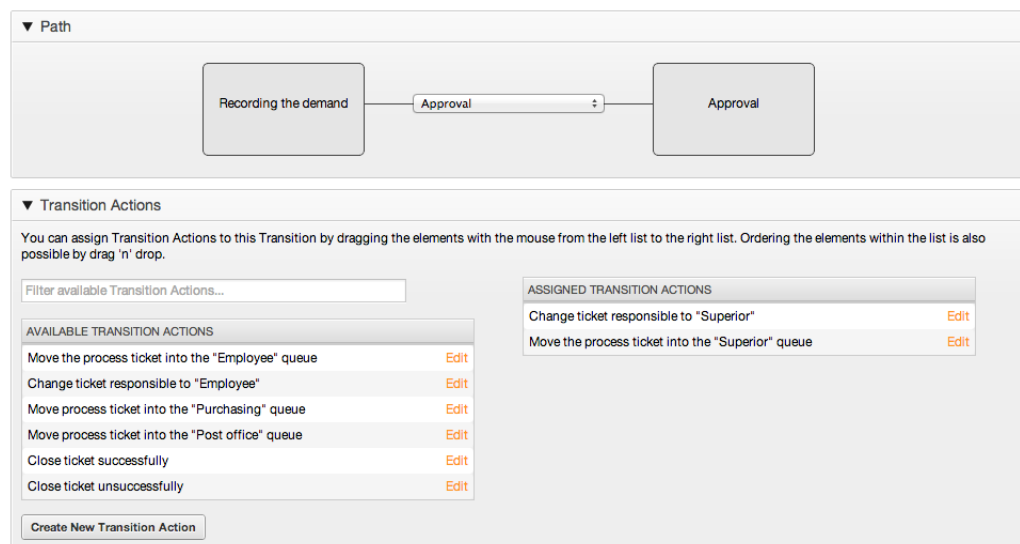 Path
Recording the demand
Approval
Approval
Transition Actions
You can assign Transition Actions to this Transition by dragging the elements with the mouse from the left list to the right list. Ordering the elements within the list is also
possible by drag 'n' drop.
Filter available Transition Actions...
AVAILABLE TRANSITION ACTIONS
Move the process ticket into the "Employee" queue Edit
Change ticket responsible to "Employee" Edit
Move process ticket into the "Purchasing" queue Edit
Move process ticket into the "Post office" queue Edit
Close ticket successfully Edit
Close ticket unsuccessfully Edit
Create New Transition Action
ASSIGNED TRANSITION ACTIONS
Change ticket responsible to "Superior" Edit
Move the process ticket into the "Superior" queue Edit